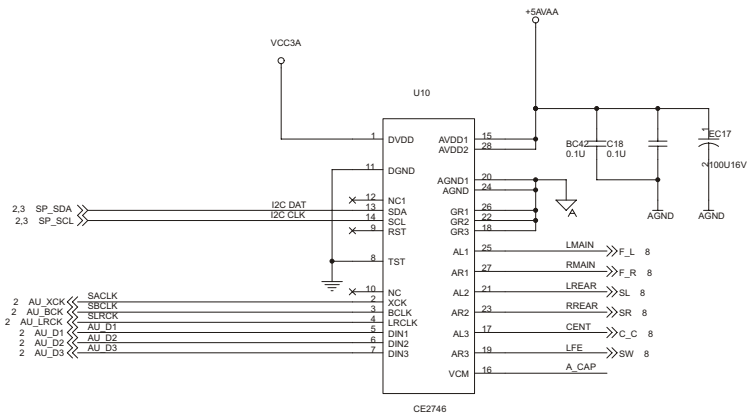 +5AVAA
VCC3A
U10
1 DVDD AVDD1 15
AVDD2 28
EC17
1
2
100U16V
BC42 C18
0.1U 0.1U
11 DGND
AGND1 20
AGND 24
12 NC1
2,3 SP_SDA I2C DAT 13 SDA
2,3 SP_SCL I2C CLK 14 SCL
9 RST
GR1 26
GR2 22
GR3 18
A
AGND AGND
AL1 25 LMAIN F_L 8
8 TST
AR1 27 RMAIN F_R 8
10 NC
AL2 21 LREAR SL 8
2 AU_XCK SACLK 2 XCK
2 AU_BCK SBCLK 3 BCLK
AR2 23 RREAR SR 8
2 AU_LRCK SLRCK 4 LRCLK
2 AU_D1 AU_D1 5 DIN1
AL3 17 CENT C_C 8
2 AU_D2 AU_D2 6 DIN2
2 AU_D3 AU_D3 7 DIN3
AR3 19 LFE SW 8
VCM 16 A_CAP
CE2746